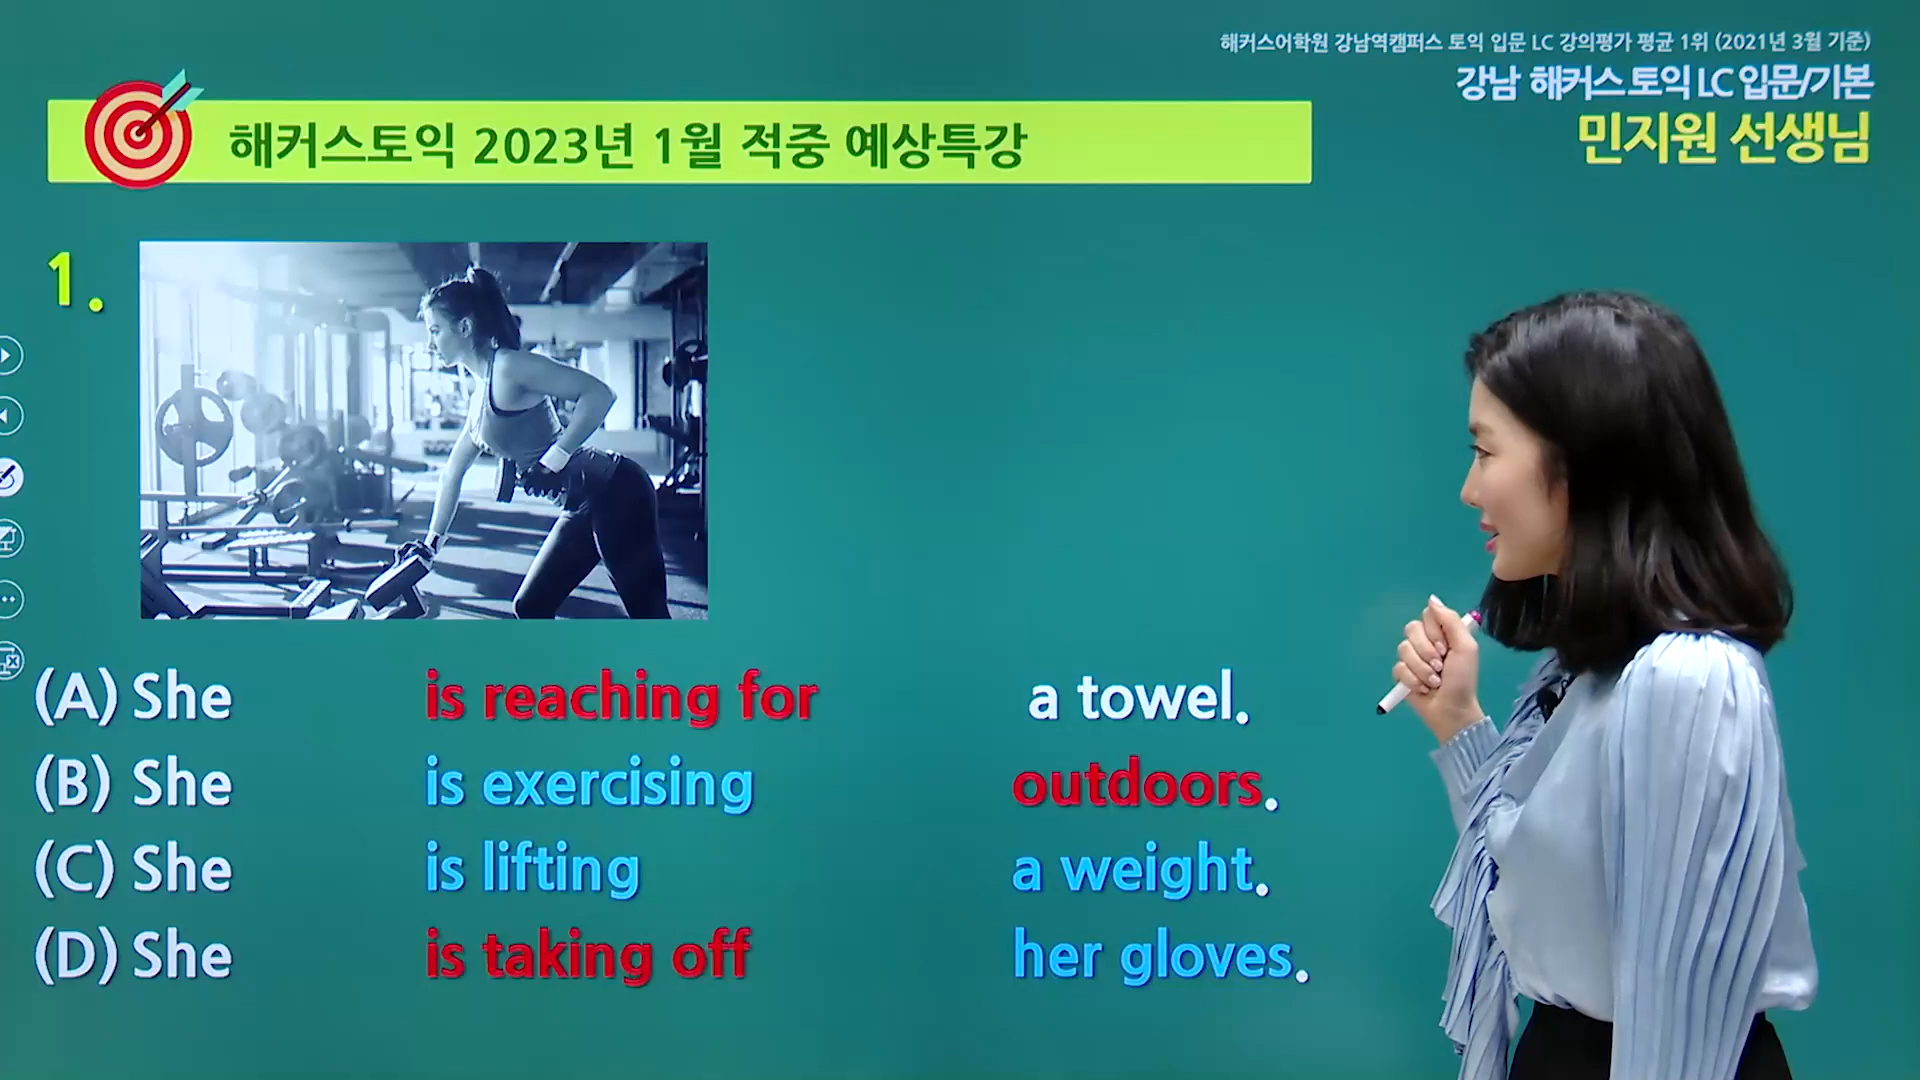 해커스어학원 강남역캠퍼스 토익 입문 LC 강의평가 평균 1위 (2021년 3월 기준)
강남 해커스 토익 LC 입문/기본
민지원 선생님
해커스토익 2023년 1월 적중 예상특강
1.
(A) She is reaching for a towel.
(B) She is exercising outdoors.
(C) She is lifting a weight.
(D) She is taking off her gloves.